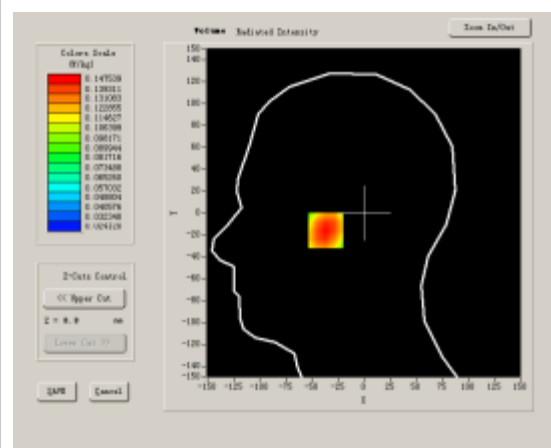 Volume Radiated Intensity
Zoom In/Out
Colors Scale
(W/kg)
0.147539
0.139311
0.131083
0.122855
0.114627
0.106399
0.098171
0.089944
0.081716
0.073488
0.065260
0.057032
0.048804
0.040576
0.032348
0.024120
150
140
120
100
80
60
40
20
0
-20
-40
-60
-80
-100
-120
-140
-150
Y
-150 -125 -100 -75 -50 -25 0 25 50 75 100 125 150
X
Z-Cuts Control
<< Upper Cut
Z = 0.0 mm
Lower Cut >>
SAVE Cancel